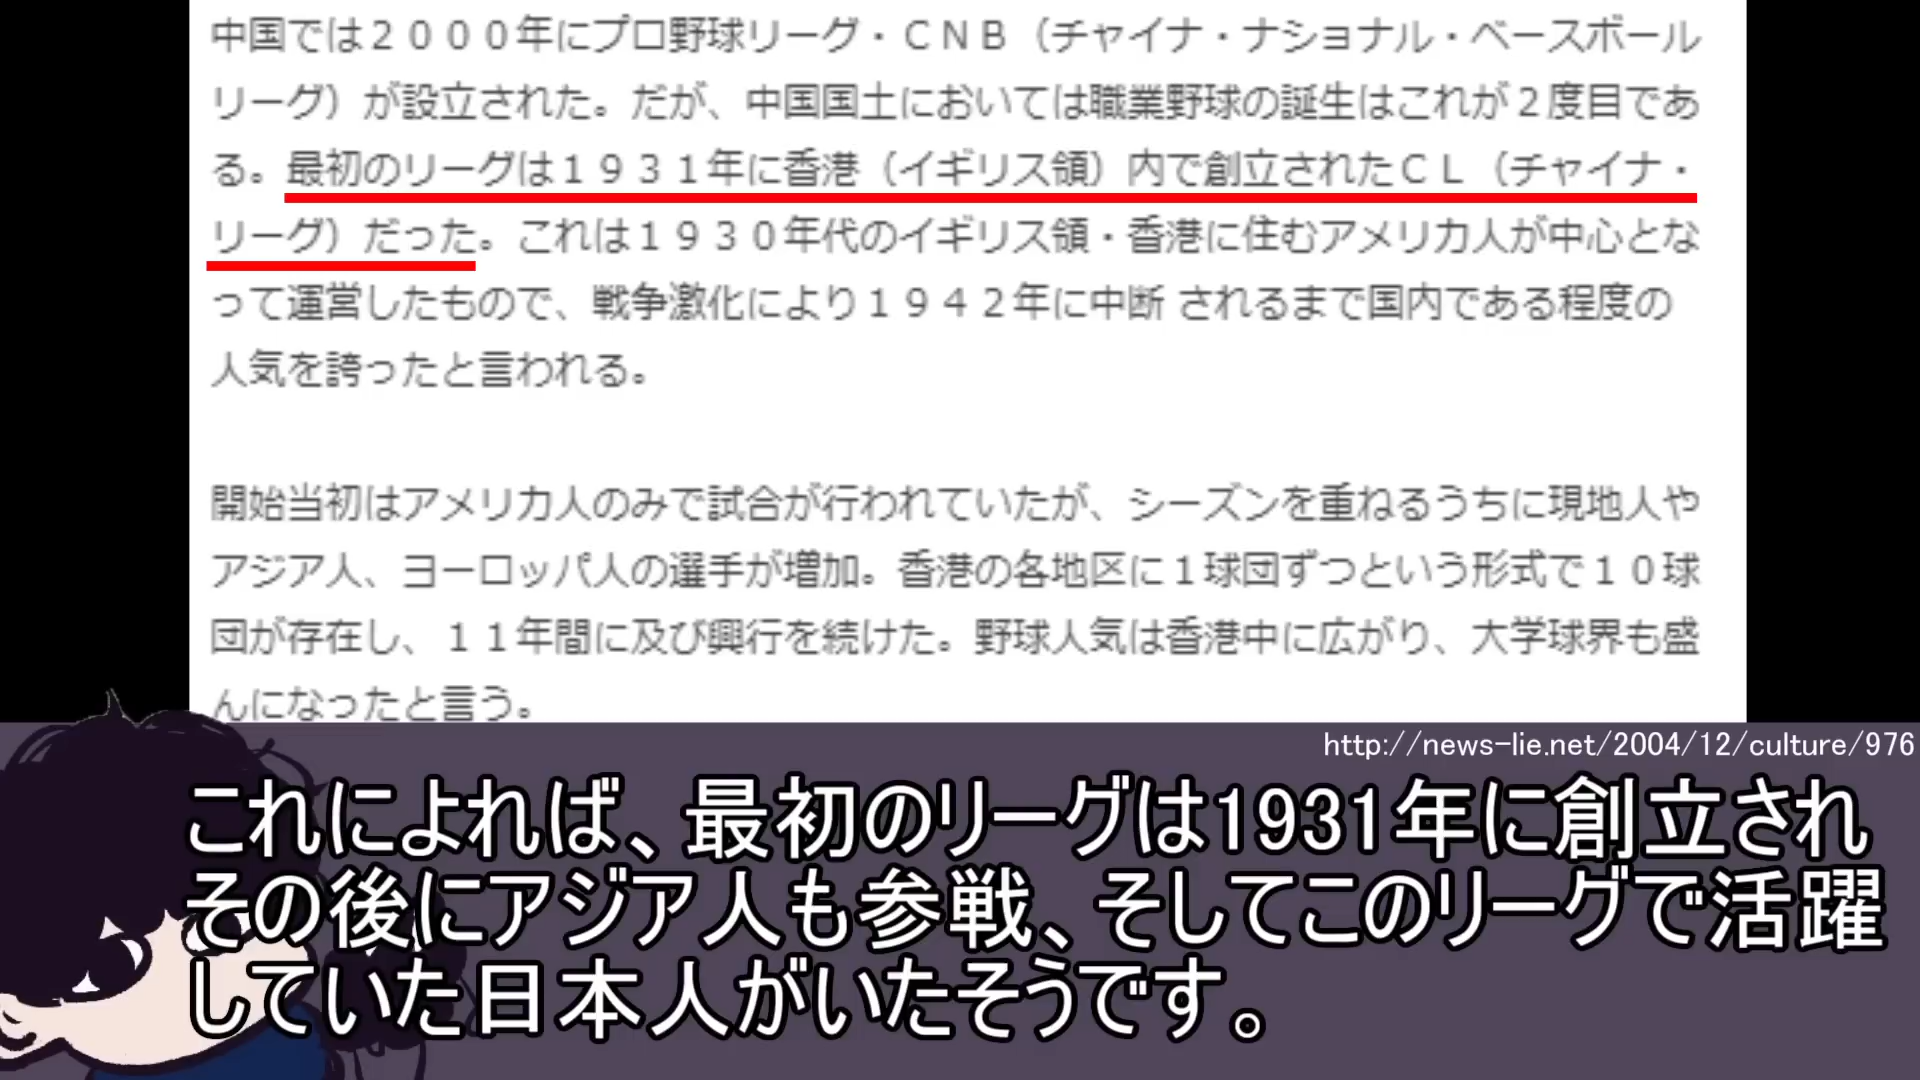 中国では２０００年にプロ野球リーグ・ＣＮＢ（チャイナ・ナショナル・ベースボール
リーグ）が設立された。だが、中国国土においては職業野球の誕生はこれが２度目であ
る。最初のリーグは１９３１年に香港（イギリス領）内で創立されたＣＬ（チャイナ・
リーグ）だった。これは１９３０年代のイギリス領・香港に住むアメリカ人が中心とな
って運営したもので、戦争激化により１９４２年に中断 されるまで国内である程度の
人気を誇ったと言われる。
開始当初はアメリカ人のみで試合が行われていたが、シーズンを重ねるうちに現地人や
アジア人、ヨーロッパ人の選手が増加。香港の各地区に１球団ずつという形式で１０球
団が存在し、１１年間に及び興行を続けた。野球人気は香港中に広がり、大学球界も盛
んになったと言う。
http://news-lie.net/2004/12/culture/976
これによれば、最初のリーグは1931年に創立され
その後にアジア人も参戦、そしてこのリーグで活躍
していた日本人がいたそうです。